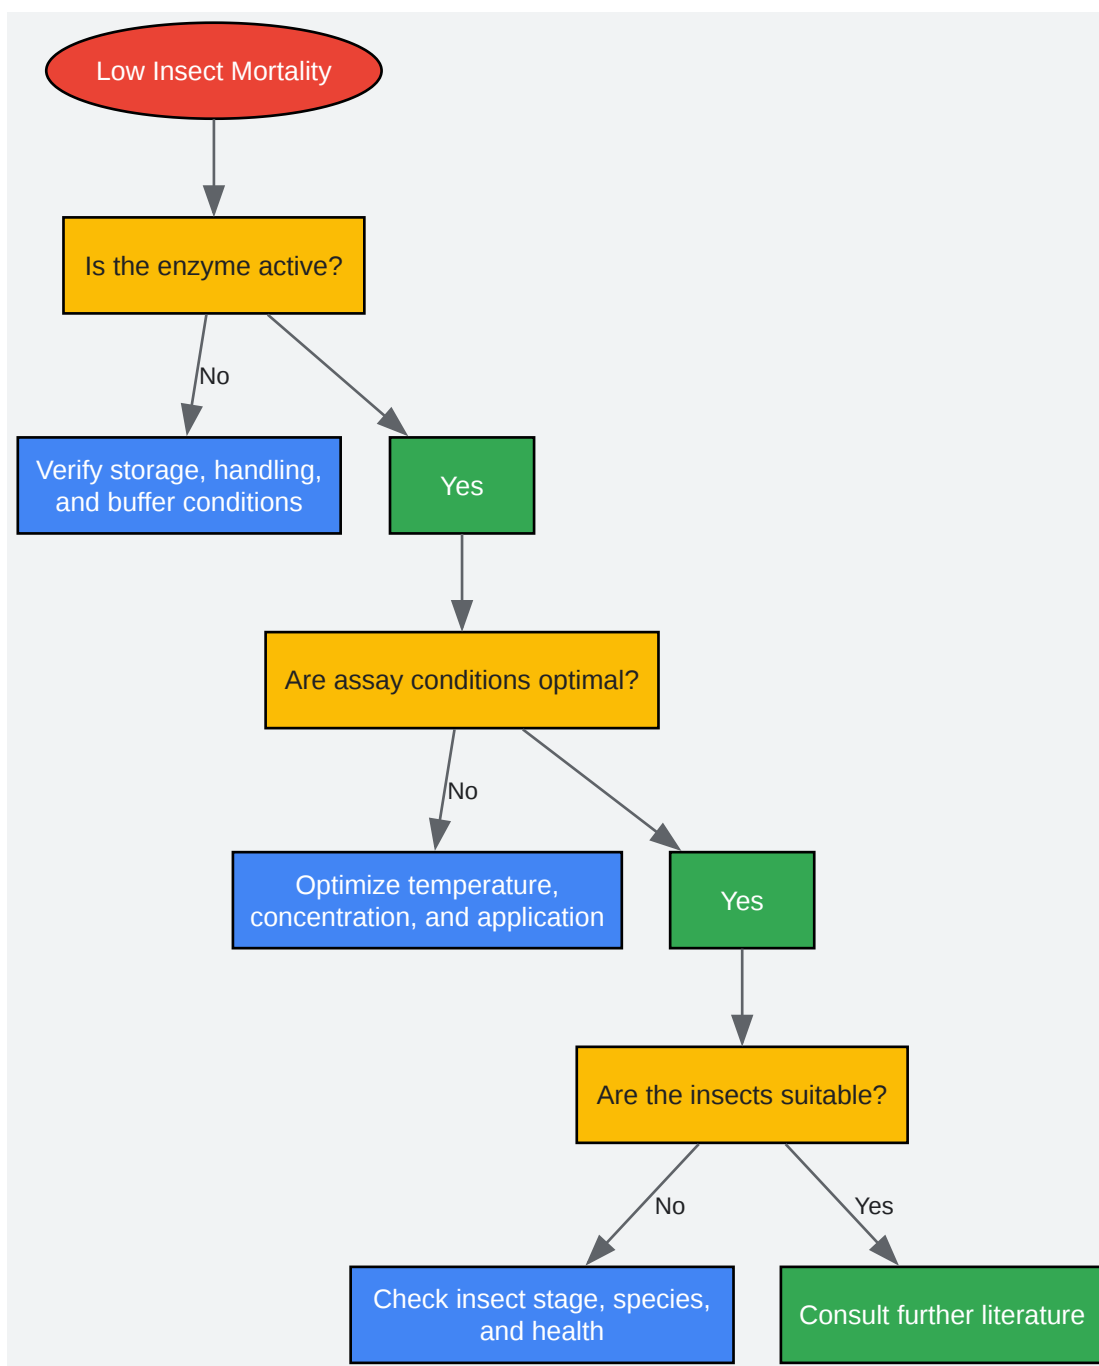 Low Insect Mortality
Is the enzyme active?
No
Verify storage, handling,
and buffer conditions
Yes
Are assay conditions optimal?
No
Optimize temperature,
concentration, and application
Yes
Are the insects suitable?
No
Yes
Check insect stage, species,
and health
Consult further literature